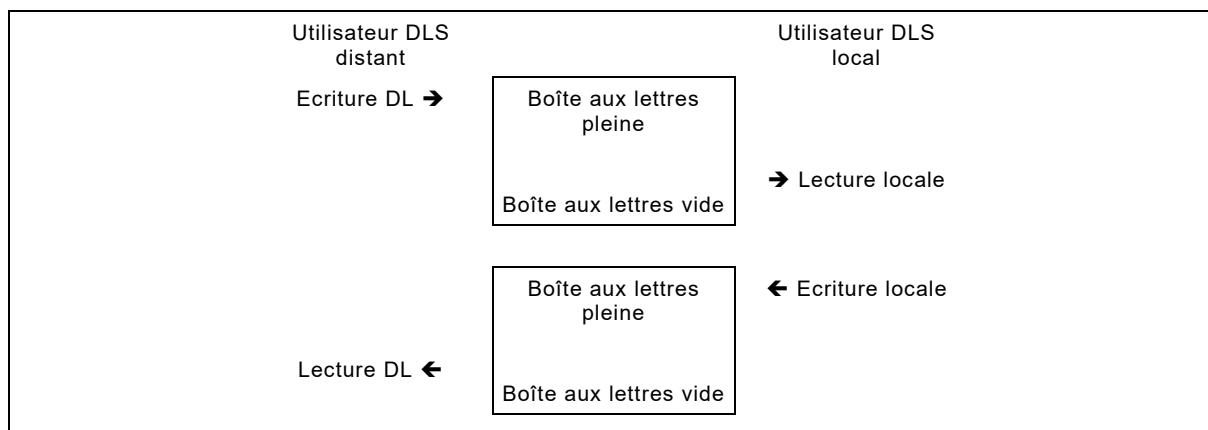 Utilisateur DLS
distant
Utilisateur DLS
local
Ecriture DL ➔
Boîte aux lettres
pleine
➔ Lecture locale
Boîte aux lettres vide
Boîte aux lettres
pleine
🡸 Ecriture locale
Lecture DL 🡸
Boîte aux lettres vide